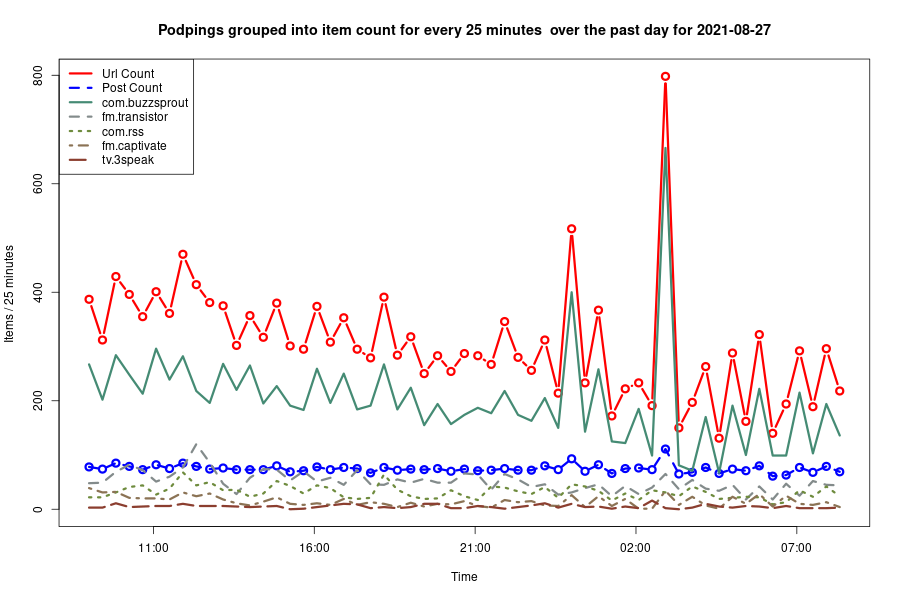 Podpings grouped into item count for every 25 minutes  over the past day for 2021-08-27
Url Count
Post Count
com.buzzsprout
fm.transistor
com.rss
fm.captivate
tv.3speak
Items / 25 minutes
800
600
400
200
0
11:00 16:00 21:00 02:00 07:00
Time